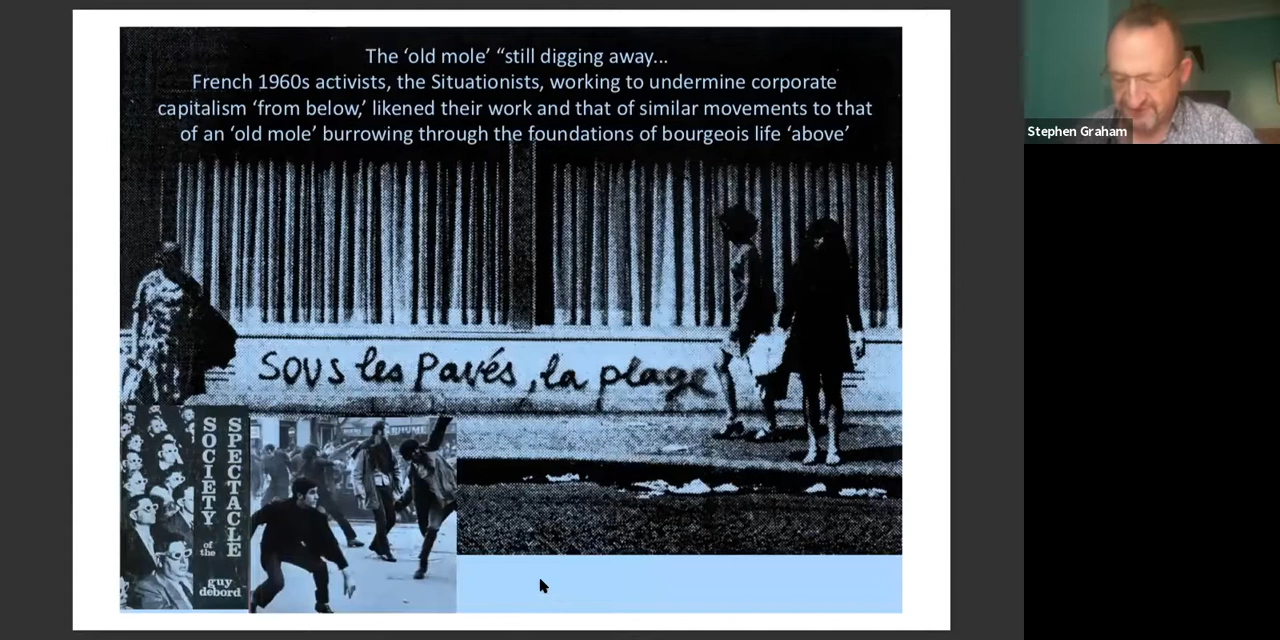 The ‘old mole’ “still digging away...
French 1960s activists, the Situationists, working to undermine corporate
capitalism ‘from below,’ likened their work and that of similar movements to that
of an ‘old mole’ burrowing through the foundations of bourgeois life ‘above’
Stephen Graham
sous les Pavés, la plage
SOCIETY
of the
SPECTACLE
guy
debord